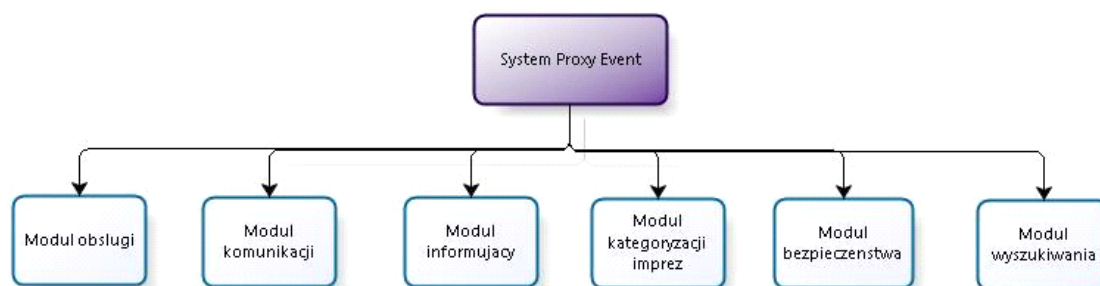 System Proxy Event
Modul obslugi
Modul
komunikacji
Modul
informujacy
Modul
kategoryzacji
imprez
Modul
bezpieczenstwa
Modul
wyszukiwania